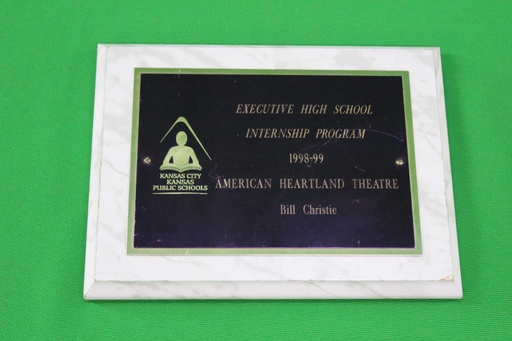 EXECUTIVE HIGH SCHOOL
INTERNSHIP PROGRAM
1998-99
AMERICAN HEARTLAND THEATRE
Bill Christie
KANSAS CITY
KANSAS
PUBLIC SCHOOLS